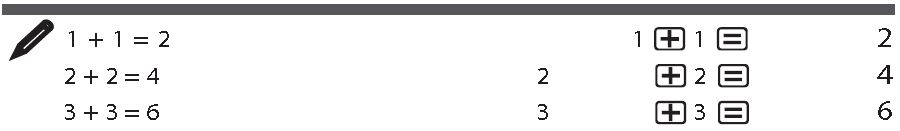 1 + 1 = 2 1 + 1 = 2
2 + 2 = 4 2 + 2 = 4
3 + 3 = 6 3 + 3 = 6